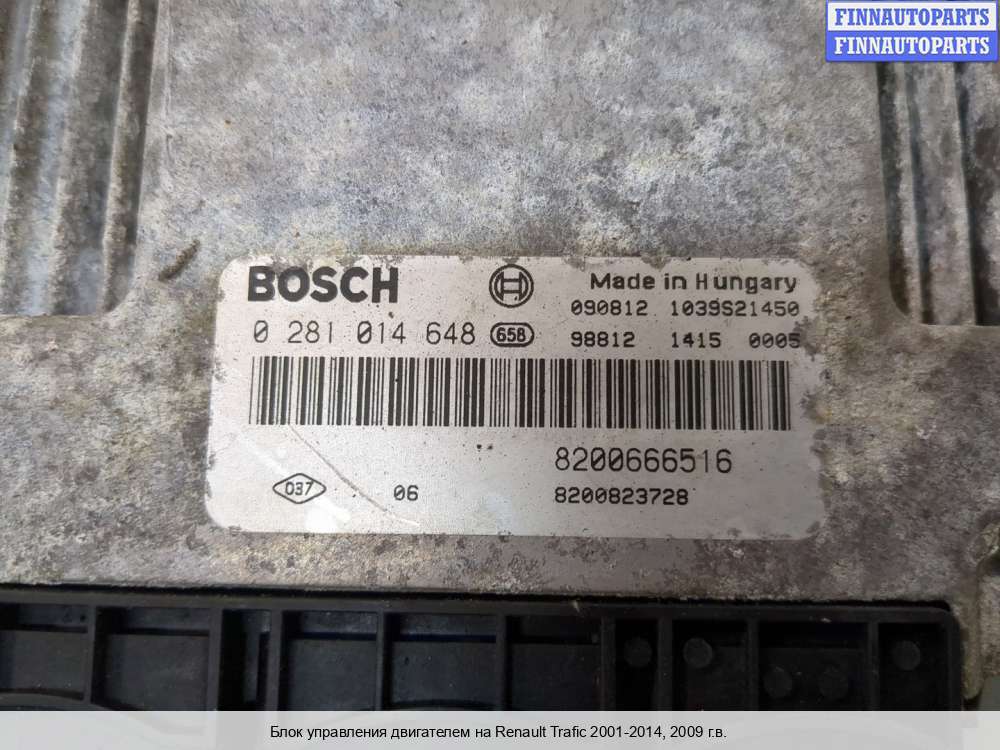 FINNAUTOPARTS
FINNAUTOPARTS
BOSCH
Made in Hungary
090812 1039S21450
0 281 014 648 658
98812 1415 0005
8200666516
037
06
8200823728
Блок управления двигателем на Renault Trafic 2001-2014, 2009 г.в.